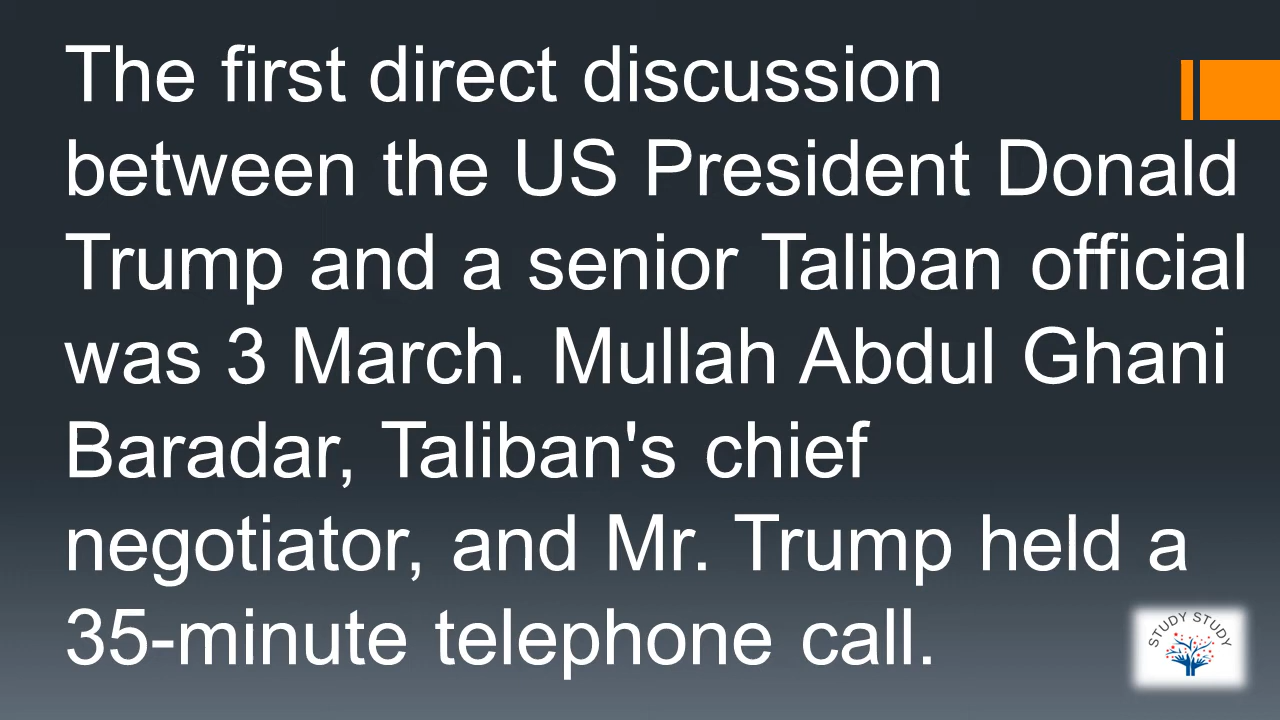 The first direct discussion
between the US President Donald
Trump and a senior Taliban official
was 3 March. Mullah Abdul Ghani
Baradar, Taliban's chief
negotiator, and Mr. Trump held a
35-minute telephone call.
STUDY STUDY